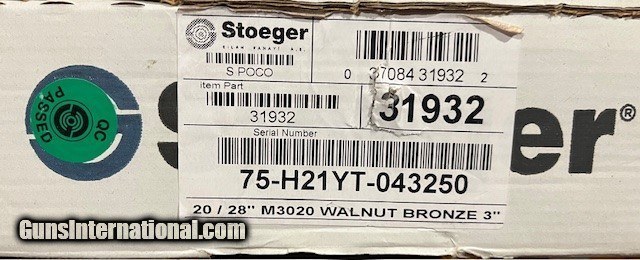 Stoeger
SILAH SANAYİ A.Ş.
S POCO
0 37084 31932 2
Item Part
31932
31932
Serial Number
75-H21YT-043250
20 / 28" M3020 WALNUT BRONZE 3"
PASSED
QC
S eger®
GunsInternational.com